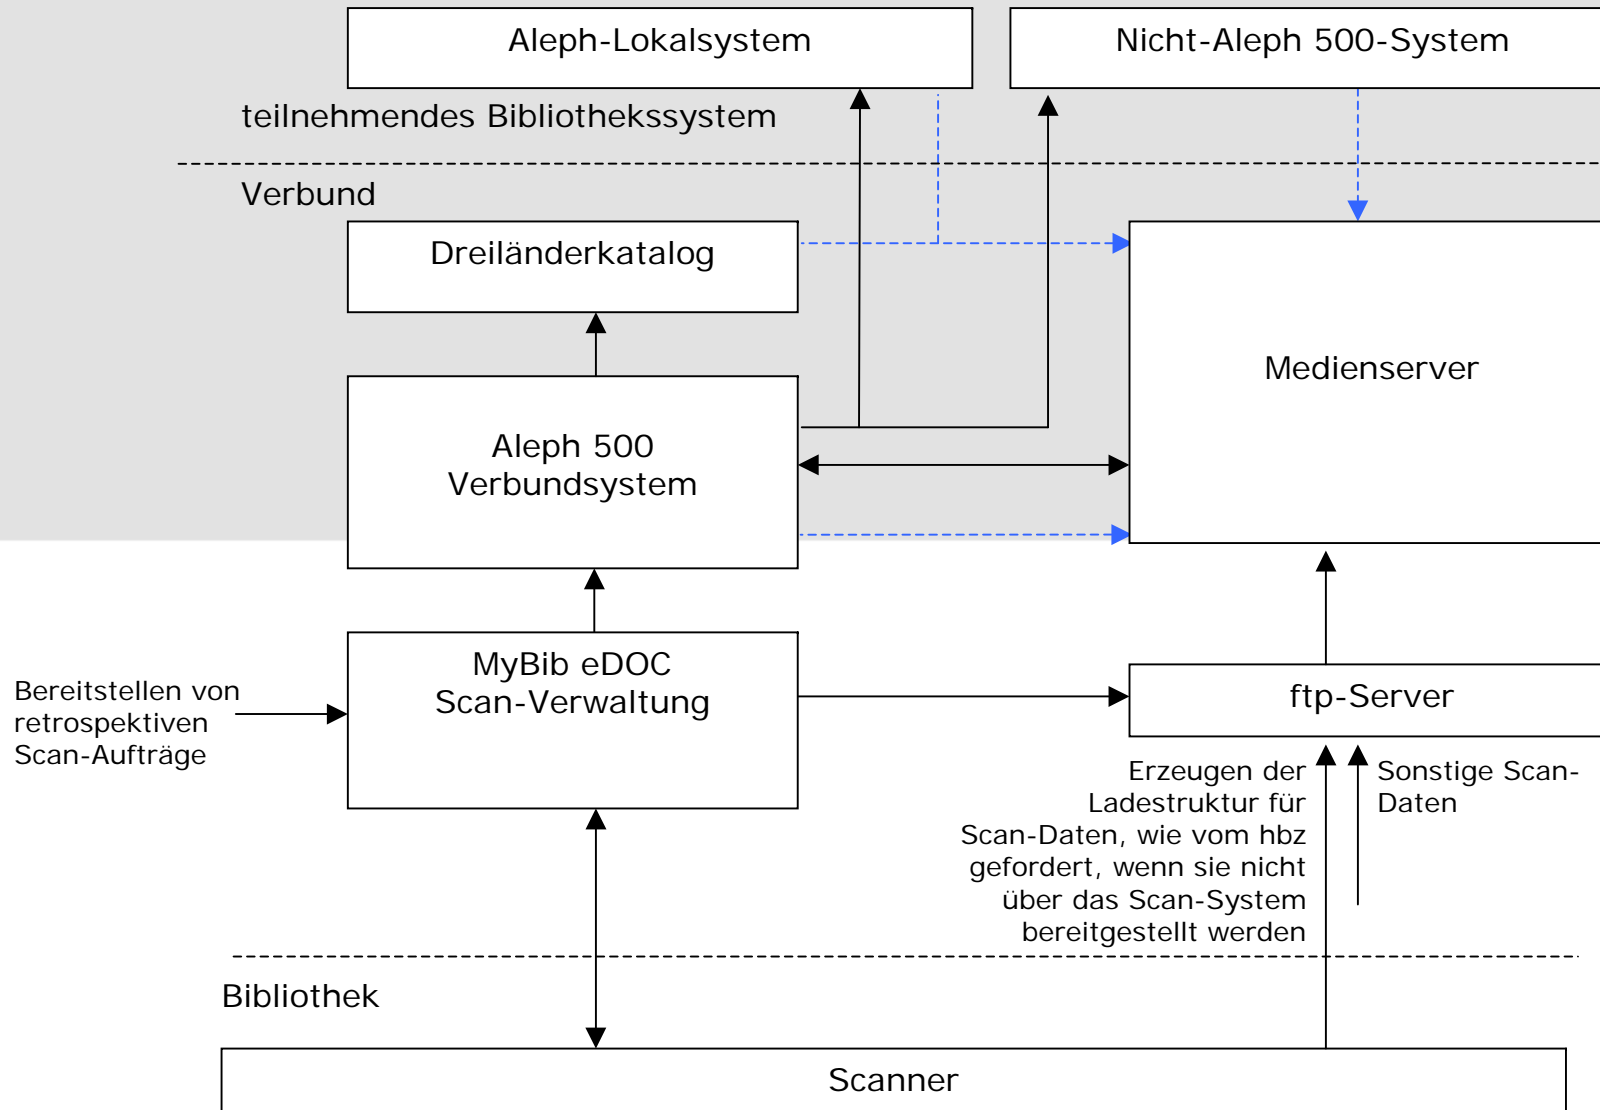 Aleph-Lokalsystem
Nicht-Aleph 500-System
teilnehmendes Bibliothekssystem
Verbund
Dreiländerkatalog
Medienserver
Aleph 500
Verbundsystem
MyBib eDOC
Scan-Verwaltung
Bereitstellen von
retrospektiven
Scan-Aufträge
ftp-Server
Erzeugen der
Ladestruktur für
Scan-Daten, wie vom hbz
gefordert, wenn sie nicht
über das Scan-System
bereitgestellt werden
Sonstige Scan-
Daten
Bibliothek
Scanner